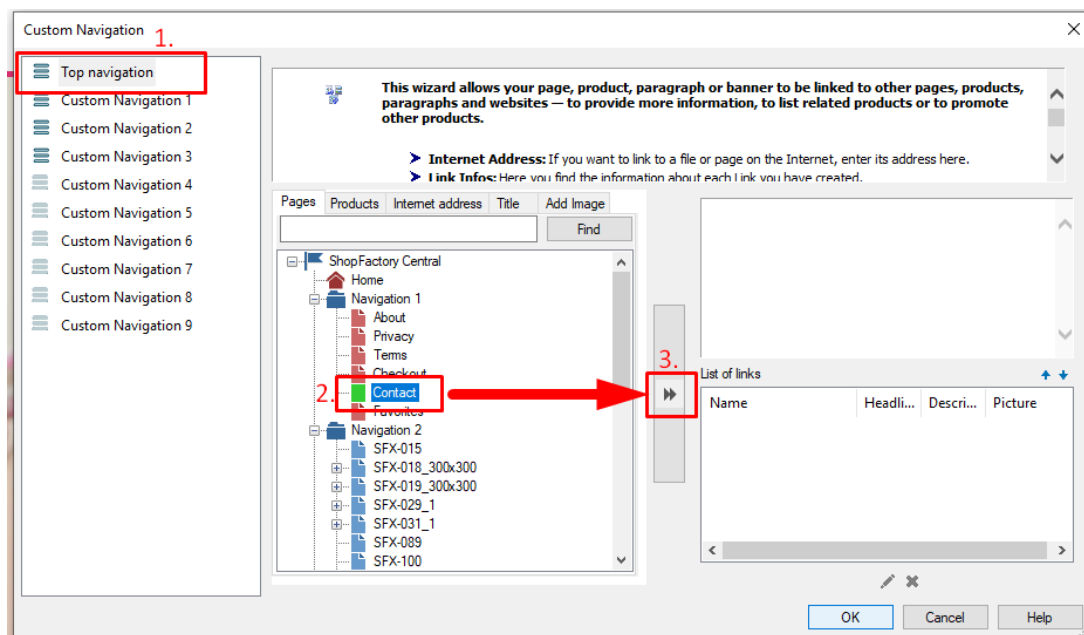 Custom Navigation
1.
Top navigation
Custom Navigation 1
Custom Navigation 2
Custom Navigation 3
Custom Navigation 4
Custom Navigation 5
Custom Navigation 6
Custom Navigation 7
Custom Navigation 8
Custom Navigation 9
This wizard allows your page, product, paragraph or banner to be linked to other pages, products,
paragraphs and websites — to provide more information, to list related products or to promote
other products.
Internet Address: If you want to link to a file or page on the Internet, enter its address here.
Link Infos: Here you find the information about each Link you have created.
Pages Products Internet address Title Add Image
Find
ShopFactory Central
Home
Navigation 1
About
Privacy
Terms
Checkout
2. Contact
Favorites
Navigation 2
SFX-015
SFX-018_300x300
SFX-019_300x300
SFX-029_1
SFX-031_1
SFX-089
SFX-100
3.
List of links
Name Headli... Descri... Picture
OK Cancel Help